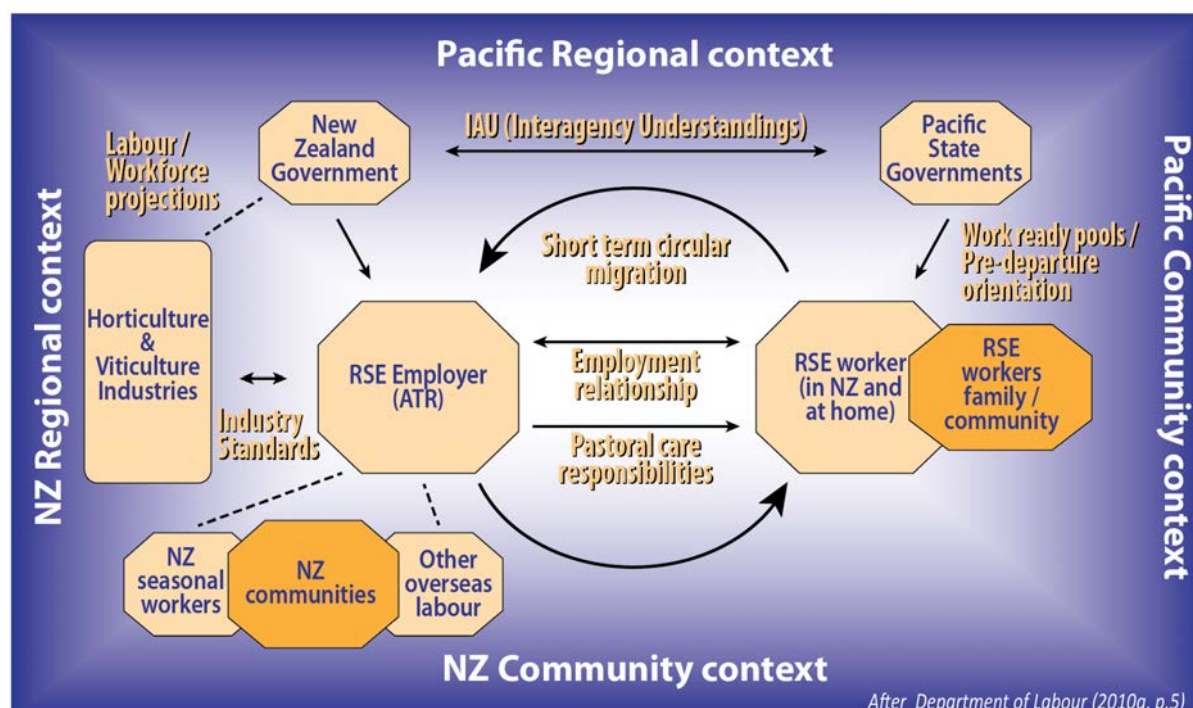 Pacific Regional context
New
Zealand
Government
IAU (Interagency Understandings)
Pacific
State
Governments
Labour /
Workforce
projections
NZ Regional context
Pacific Community context
Short term circular
migration
Work ready pools /
Pre-departure
orientation
Horticulture
&
Viticulture
Industries
Industry
Standards
RSE Employer
(ATR)
Employment
relationship
Pastoral care
responsibilities
RSE worker
(in NZ and
at home)
RSE
workers
family /
community
NZ
seasonal
workers
NZ
communities
Other
overseas
labour
NZ Community context
After Department of Labour (2010a, p.5)